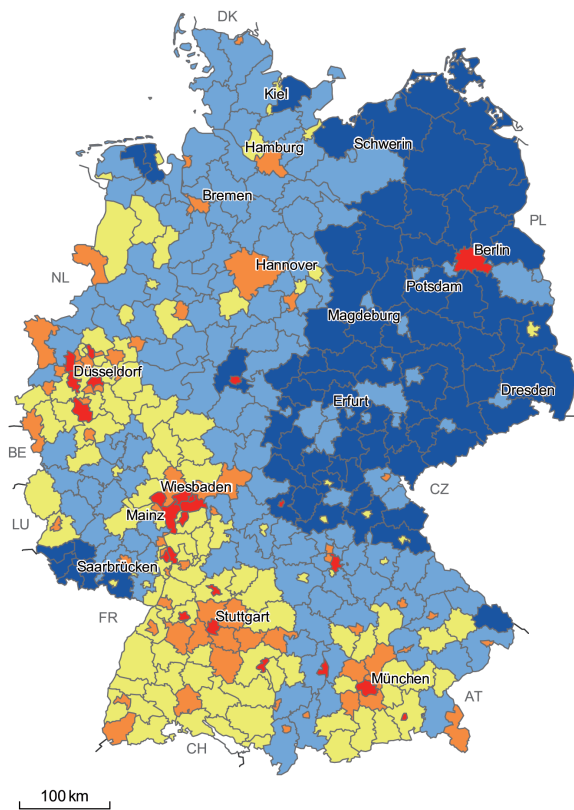 DK
Kiel
Schwerin
Hamburg
Bremen
PL
Berlin
NL
Hannover
Potsdam
Magdeburg
Düsseldorf
Dresden
Erfurt
BE
Wiesbaden
CZ
Mainz
LU
Saarbrücken
FR
Stuttgart
München
AT
CH
100 km